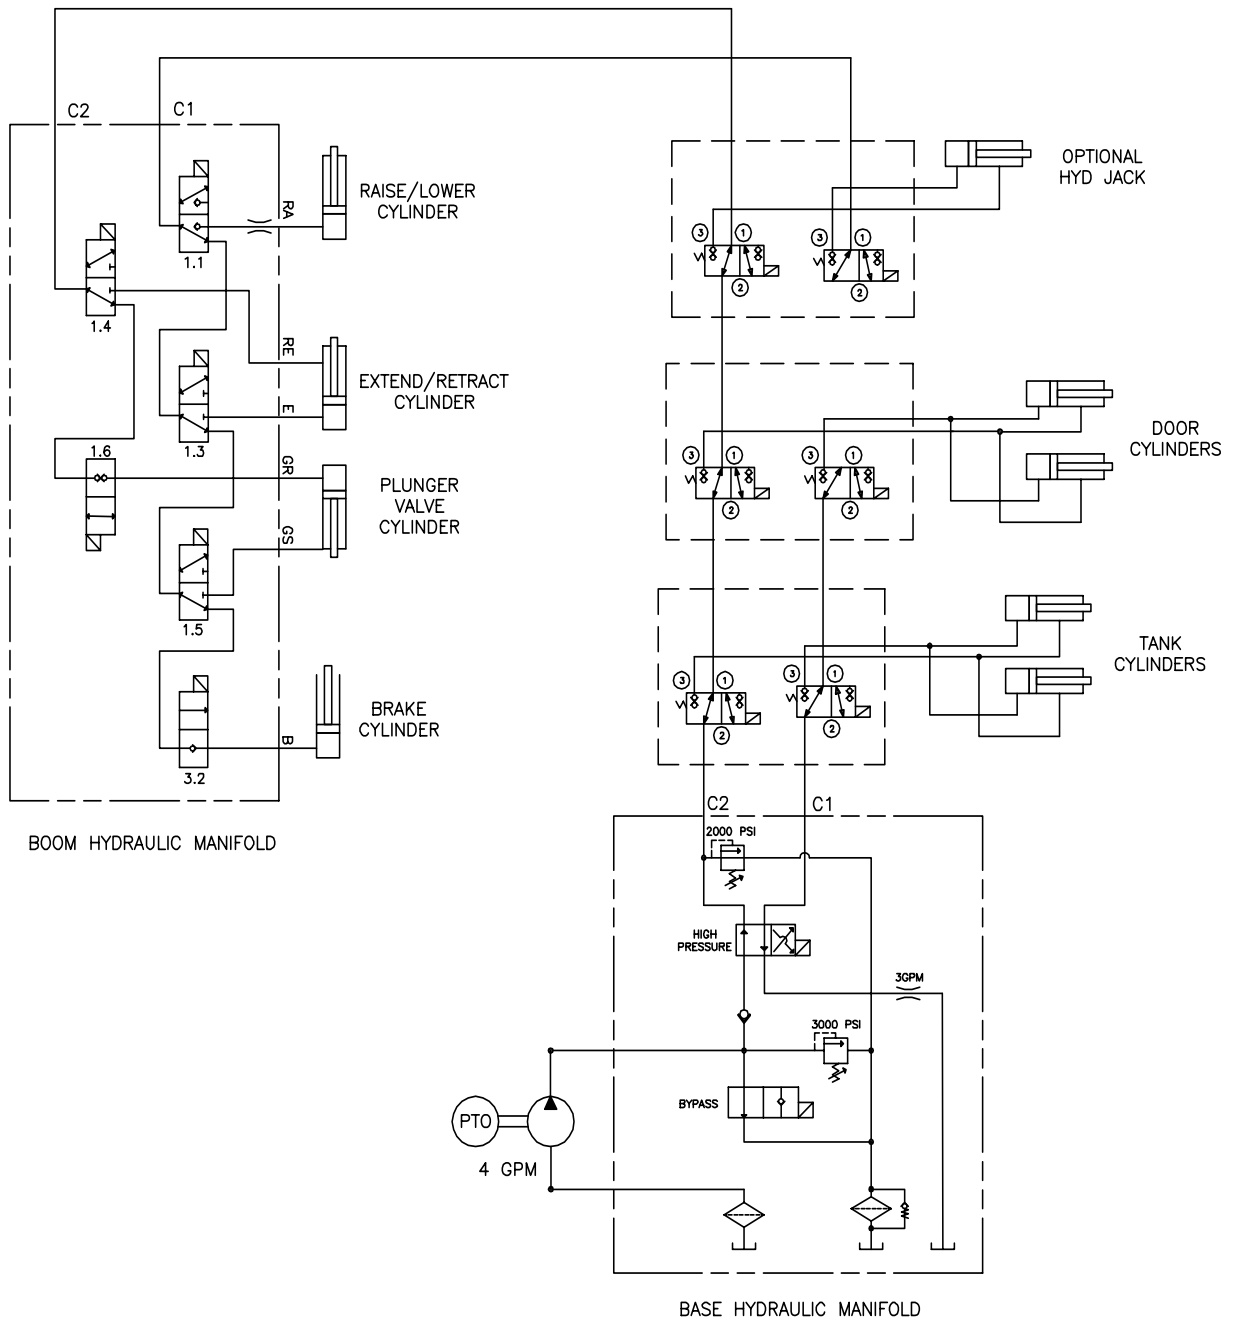 C2
C1
RAISE/LOWER
CYLINDER
RA
1.1
1.4
RE
EXTEND/RETRACT
CYLINDER
E
1.3
1.6
GR
PLUNGER
VALVE
CYLINDER
GS
1.5
BRAKE
CYLINDER
B
3.2
BOOM HYDRAULIC MANIFOLD
OPTIONAL
HYD JACK
3 1 3 1
2 2
DOOR
CYLINDERS
3 1 3 1
2 2
TANK
CYLINDERS
3 1 3 1
2 2
C2 C1
2000 PSI
HIGH
PRESSURE
3GPM
3000 PSI
BYPASS
PTO
4 GPM
BASE HYDRAULIC MANIFOLD